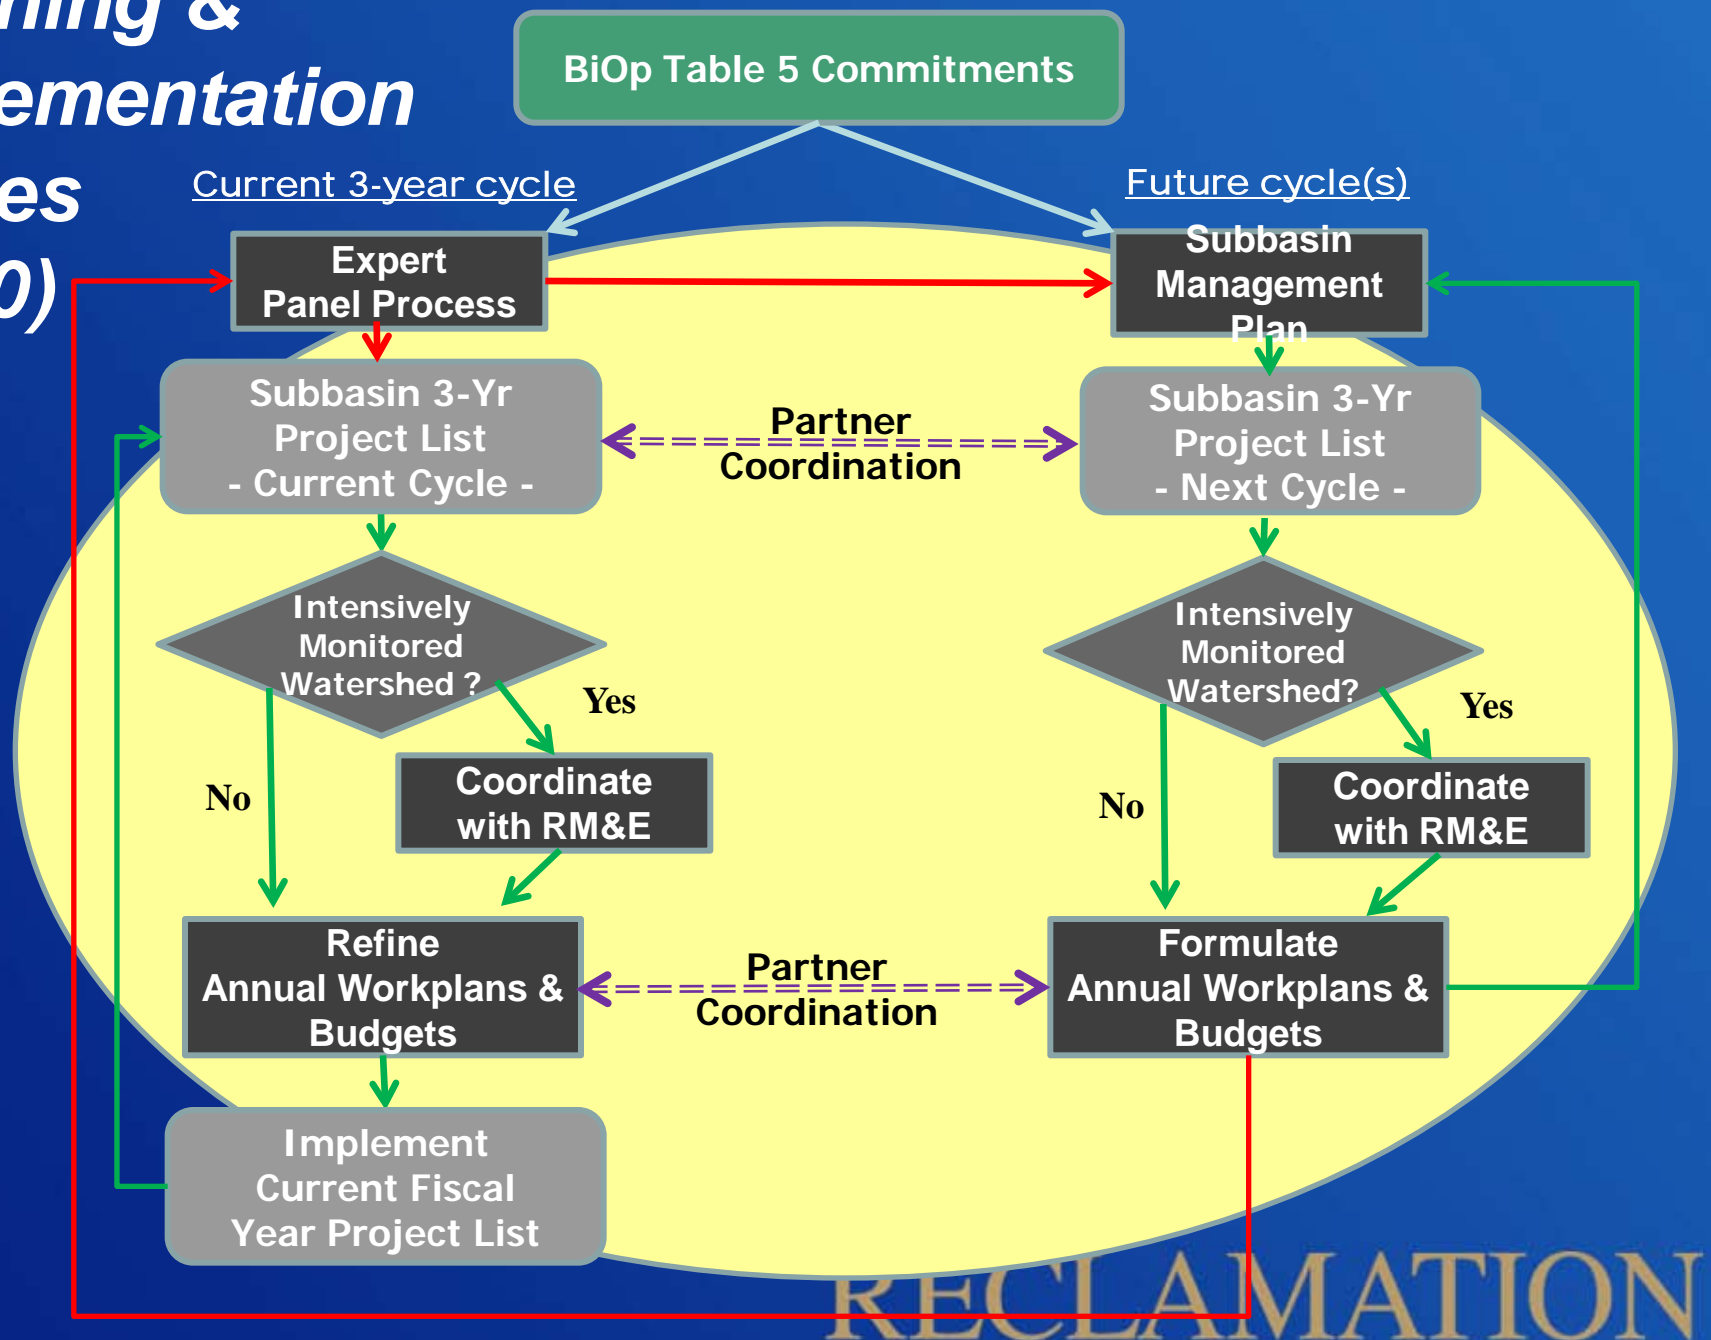 ning &
ementation
es
0)
BiOp Table 5 Commitments
Current 3-year cycle
Future cycle(s)
Expert
Panel Process
Subbasin
Management
Plan
Subbasin 3-Yr
Project List
- Current Cycle -
Partner
Coordination
Subbasin 3-Yr
Project List
- Next Cycle -
Intensively
Monitored
Watershed ?
Yes
No
Intensively
Monitored
Watershed?
Yes
No
Coordinate
with RM&E
Coordinate
with RM&E
Refine
Annual Workplans &
Budgets
Partner
Coordination
Formulate
Annual Workplans &
Budgets
Implement
Current Fiscal
Year Project List
RECLAMATION